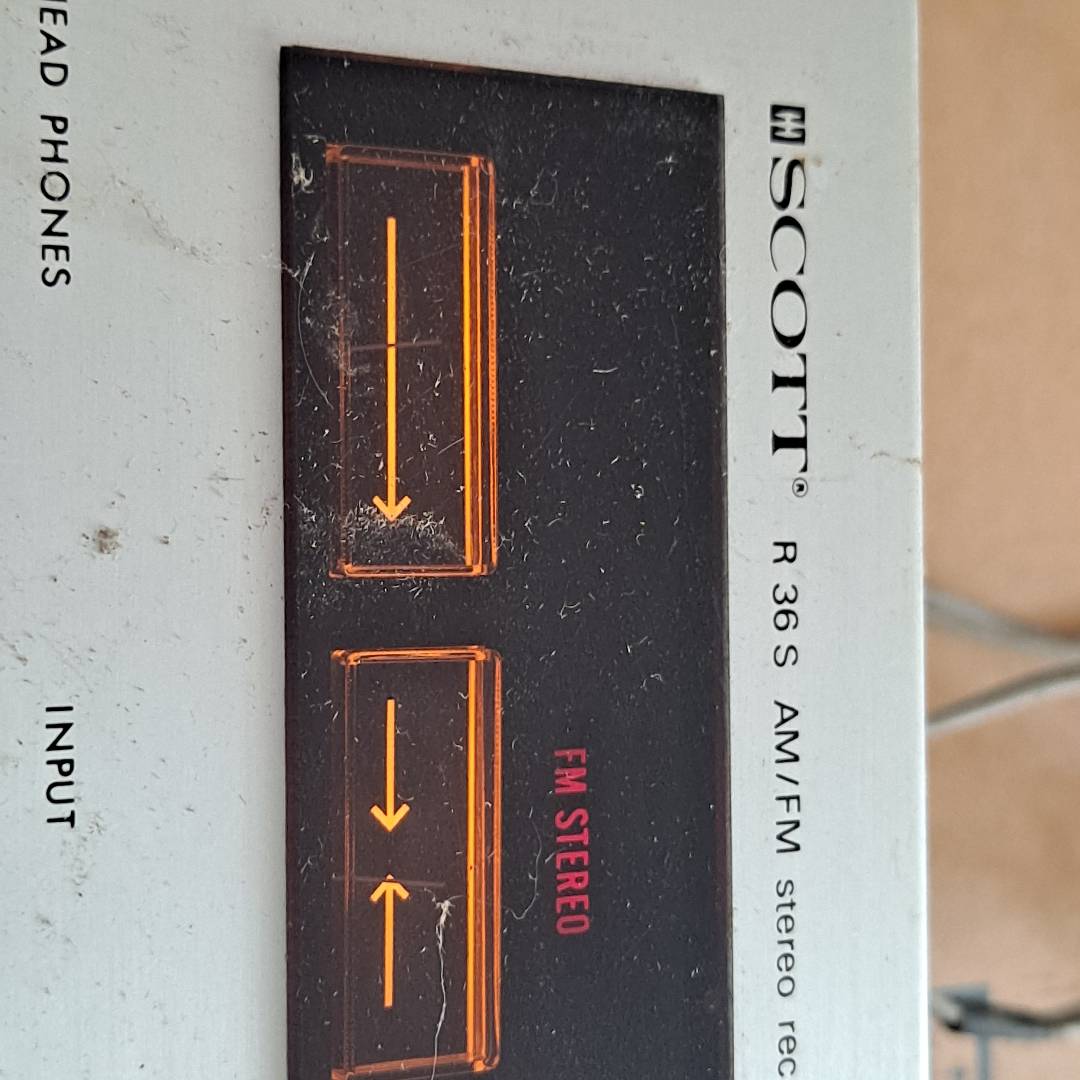 SCOTT® R 36 S AM/FM stereo rec
FM STEREO
HEAD PHONES
INPUT